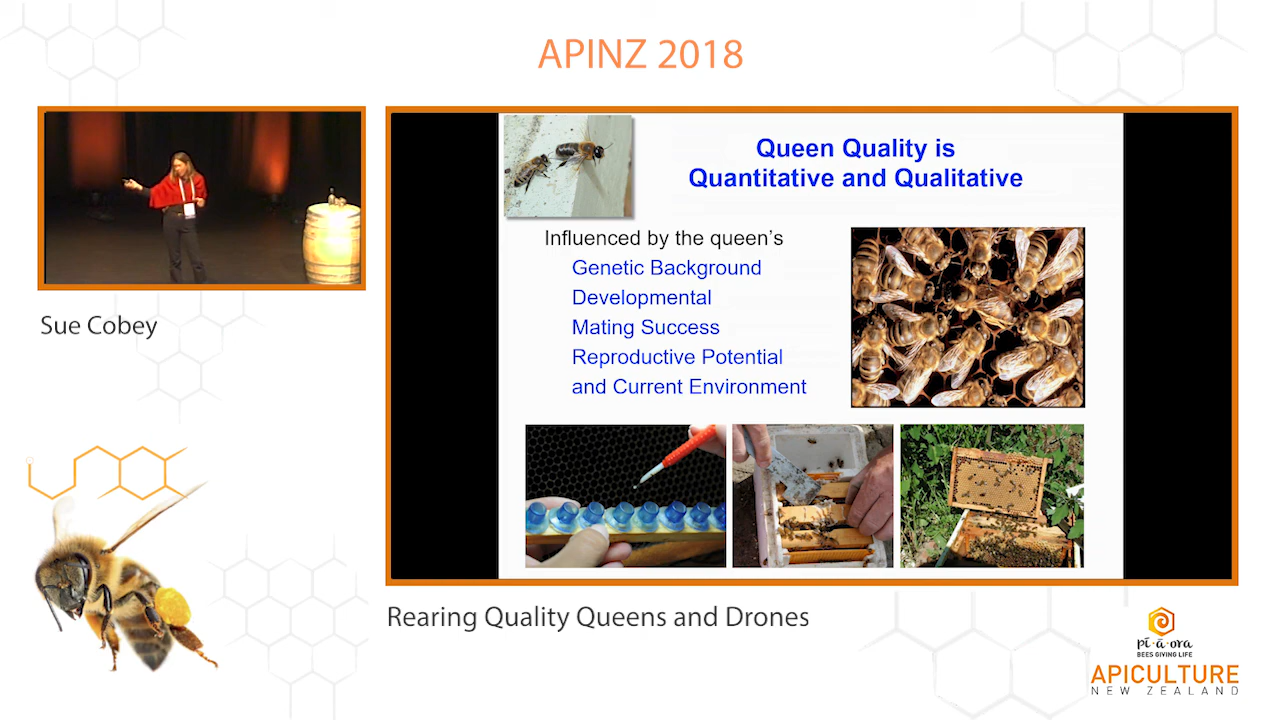 APINZ 2018
Sue Cobey
Queen Quality is
Quantitative and Qualitative
Influenced by the queen's
Genetic Background
Developmental
Mating Success
Reproductive Potential
and Current Environment
Rearing Quality Queens and Drones
pī-ā-ora
BEES GIVING LIFE
APICULTURE
NEW ZEALAND